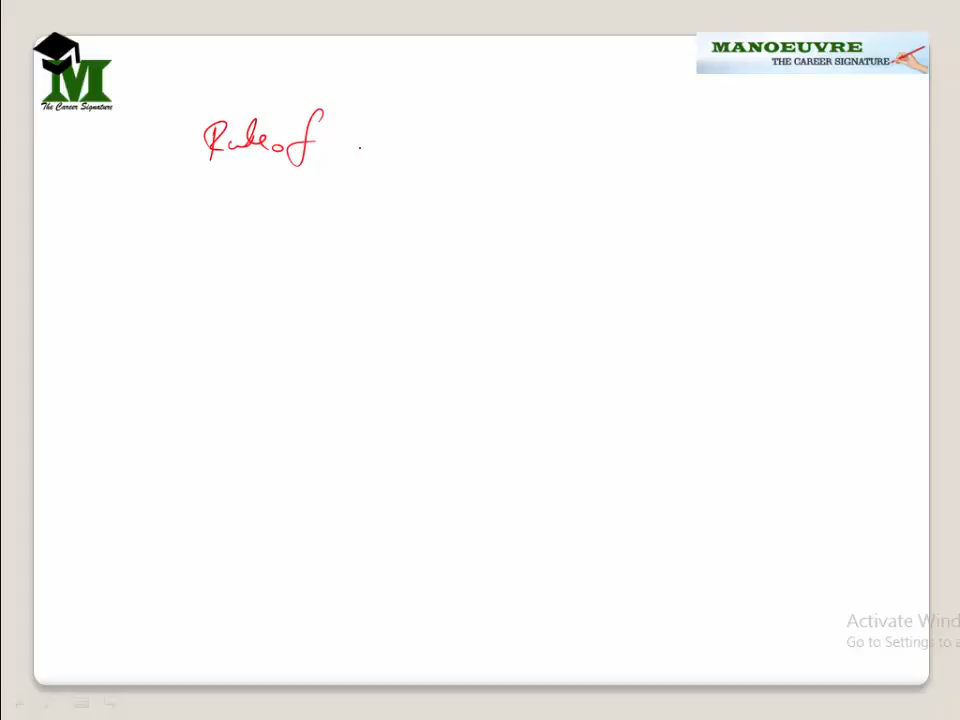 M
The Career Signature
MANOEUVRE
THE CAREER SIGNATURE
Rule of
Activate Wind
Go to Settings to a